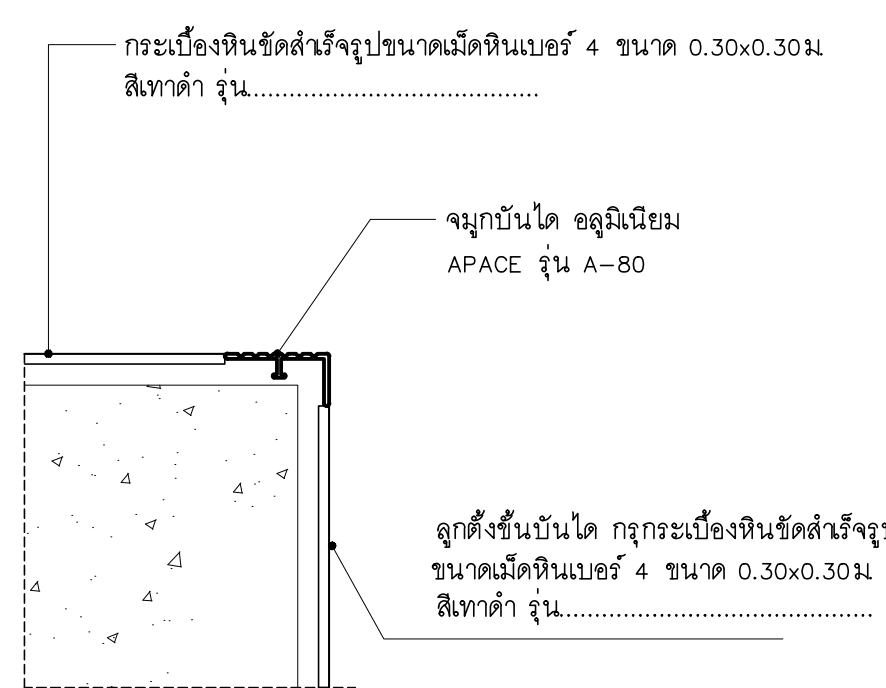 กระเบื้องหินขัดสำเร็จรูปขนาดเม็ดหินเบอร์ 4 ขนาด 0.30x0.30ม.
สีเทาดำ รุ่น.........................................
จมูกบันได อลูมิเนียม
APACE รุ่น A-80
ลูกตั้งขั้นบันได กรุกระเบื้องหินขัดสำเร็จรูป
ขนาดเม็ดหินเบอร์ 4 ขนาด 0.30x0.30ม.
สีเทาดำ รุ่น............................................